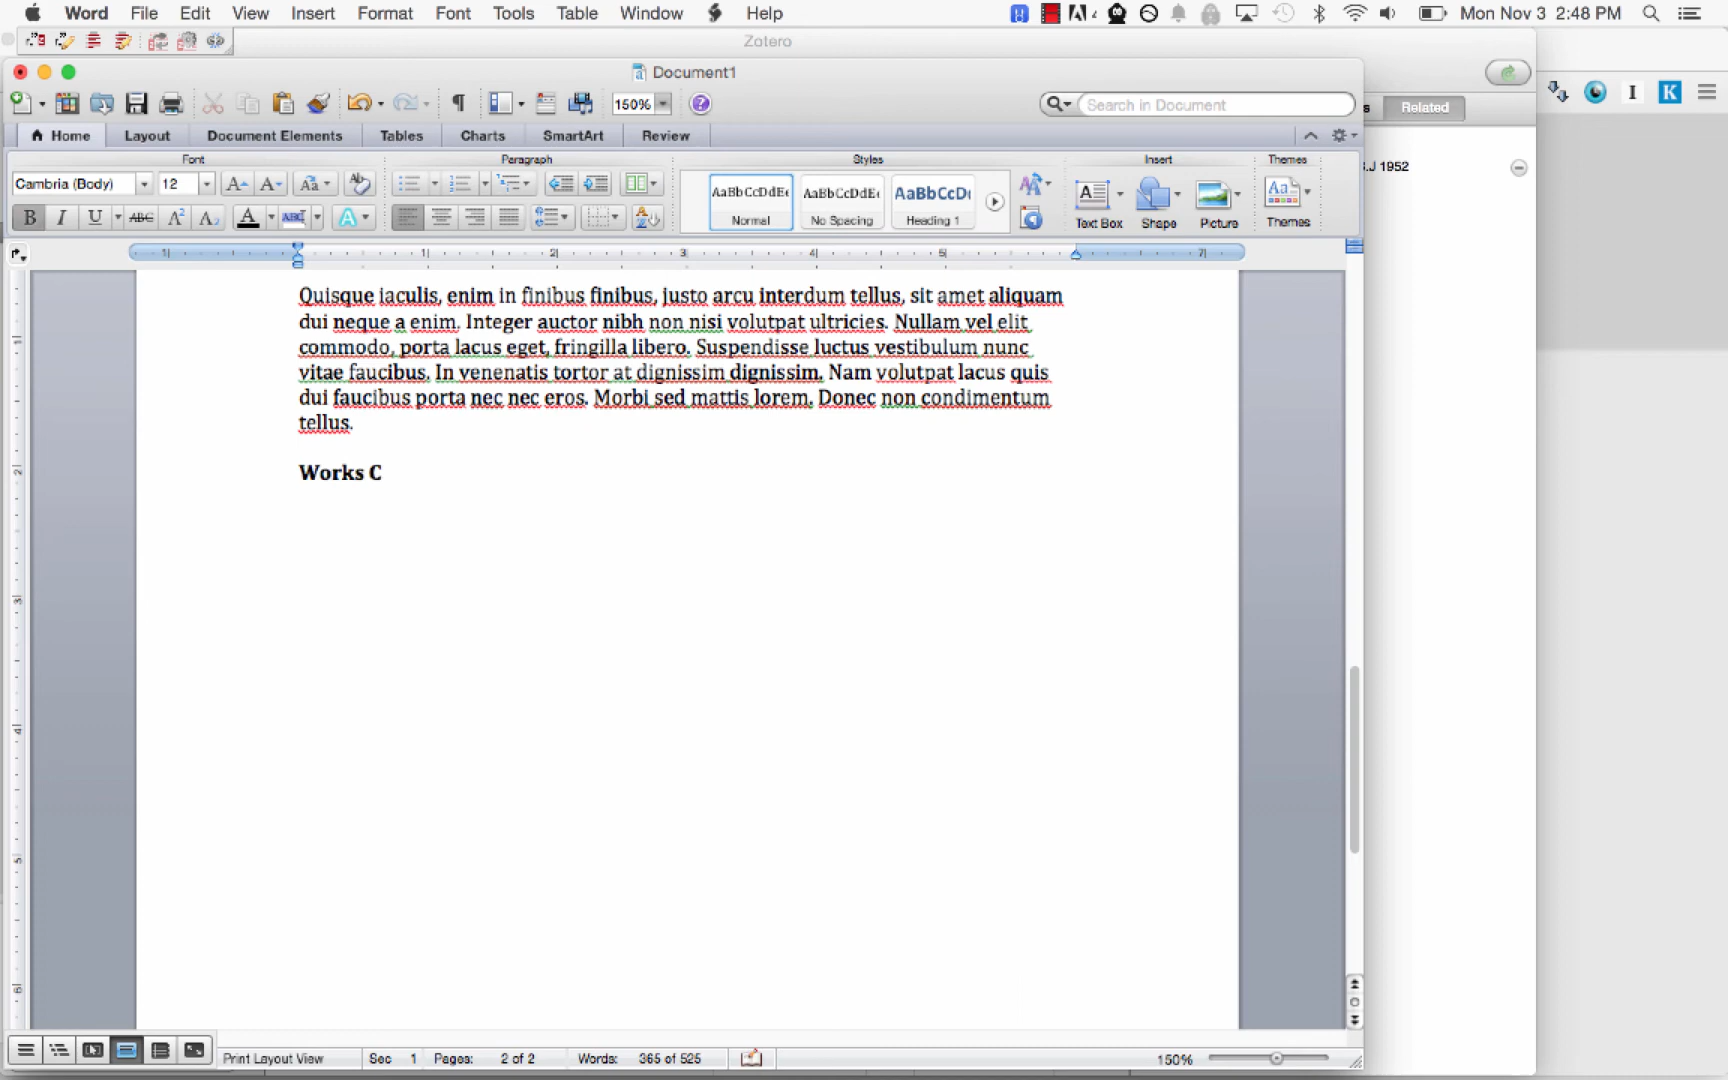 Word File Edit View Insert Format Font Tools Table Window Help Mon Nov 3 2:48 PM
Zotero
Document1
150% Search in Document Related
Home Layout Document Elements Tables Charts SmartArt Review
Font Paragraph Styles Insert Themes
.J 1952
Cambria (Body) 12
AaBbCcDdEe AaBbCcDdEe AaBbCcDd
Normal No Spacing Heading 1 Text Box Shape Picture Themes
Quisque iaculis, enim in finibus finibus, justo arcu interdum tellus, sit amet aliquam
dui neque a enim. Integer auctor nibh non nisi volutpat ultricies. Nullam vel elit
commodo, porta lacus eget, fringilla libero. Suspendisse luctus vestibulum nunc
vitae faucibus. In venenatis tortor at dignissim dignissim. Nam volutpat lacus quis
dui faucibus porta nec nec eros. Morbi sed mattis lorem. Donec non condimentum
tellus.
Works C
Print Layout View Sec 1 Pages: 2 of 2 Words: 365 of 525 150%